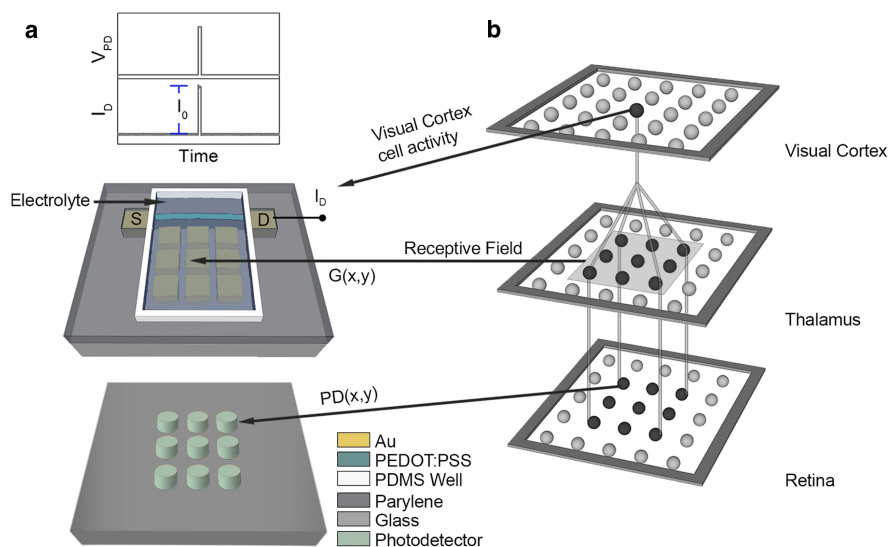 a
V_PD
I_D
I_0
Time
Electrolyte
S
D
I_D
G(x,y)
PD(x,y)
Au
PEDOT:PSS
PDMS Well
Parylene
Glass
Photodetector
b
Visual Cortex
cell activity
Receptive Field
Visual Cortex
Thalamus
Retina